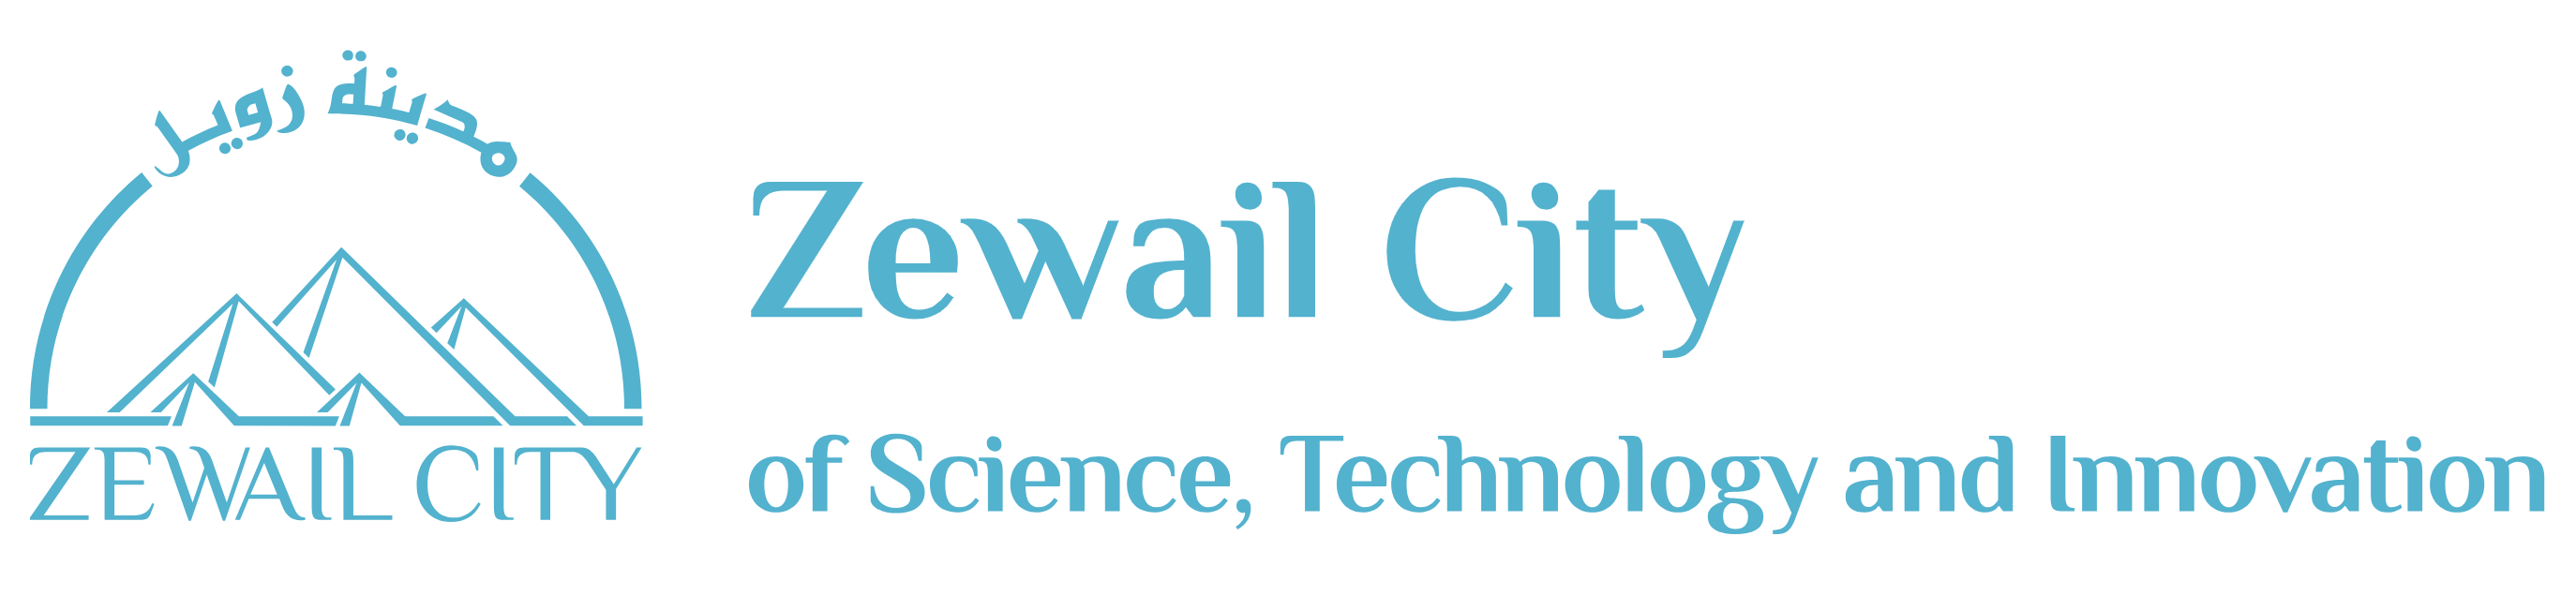 مدينة زويل
ZEWAIL CITY
Zewail City
of Science, Technology and Innovation